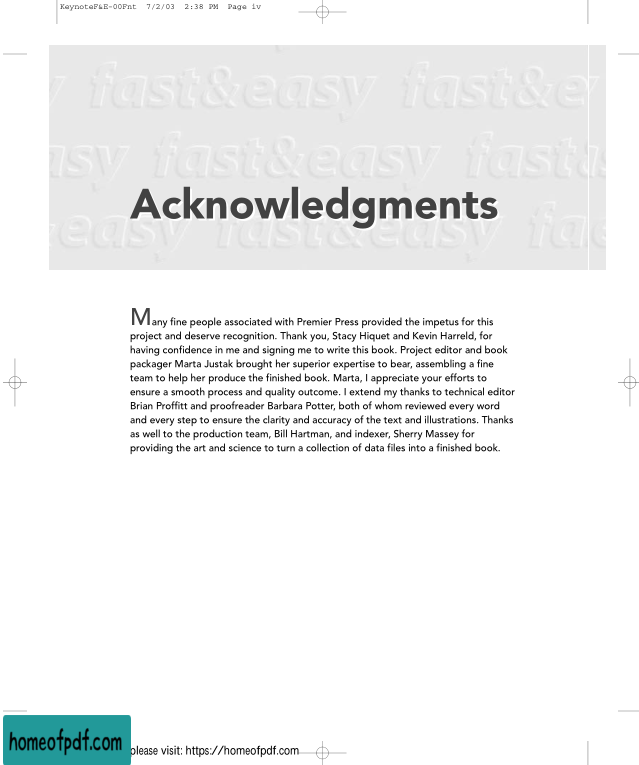 KeynoteF&E-00Fnt 7/2/03 2:38 PM Page iv
fast&easy fast&e
asy fast&easy fast&
Acknowledgments
easy fast&easy fa
Many fine people associated with Premier Press provided the impetus for this
project and deserve recognition. Thank you, Stacy Hiquet and Kevin Harreld, for
having confidence in me and signing me to write this book. Project editor and book
packager Marta Justak brought her superior expertise to bear, assembling a fine
team to help her produce the finished book. Marta, I appreciate your efforts to
ensure a smooth process and quality outcome. I extend my thanks to technical editor
Brian Proffitt and proofreader Barbara Potter, both of whom reviewed every word
and every step to ensure the clarity and accuracy of the text and illustrations. Thanks
as well to the production team, Bill Hartman, and indexer, Sherry Massey for
providing the art and science to turn a collection of data files into a finished book.
homeofpdf.com
please visit: https://homeofpdf.com